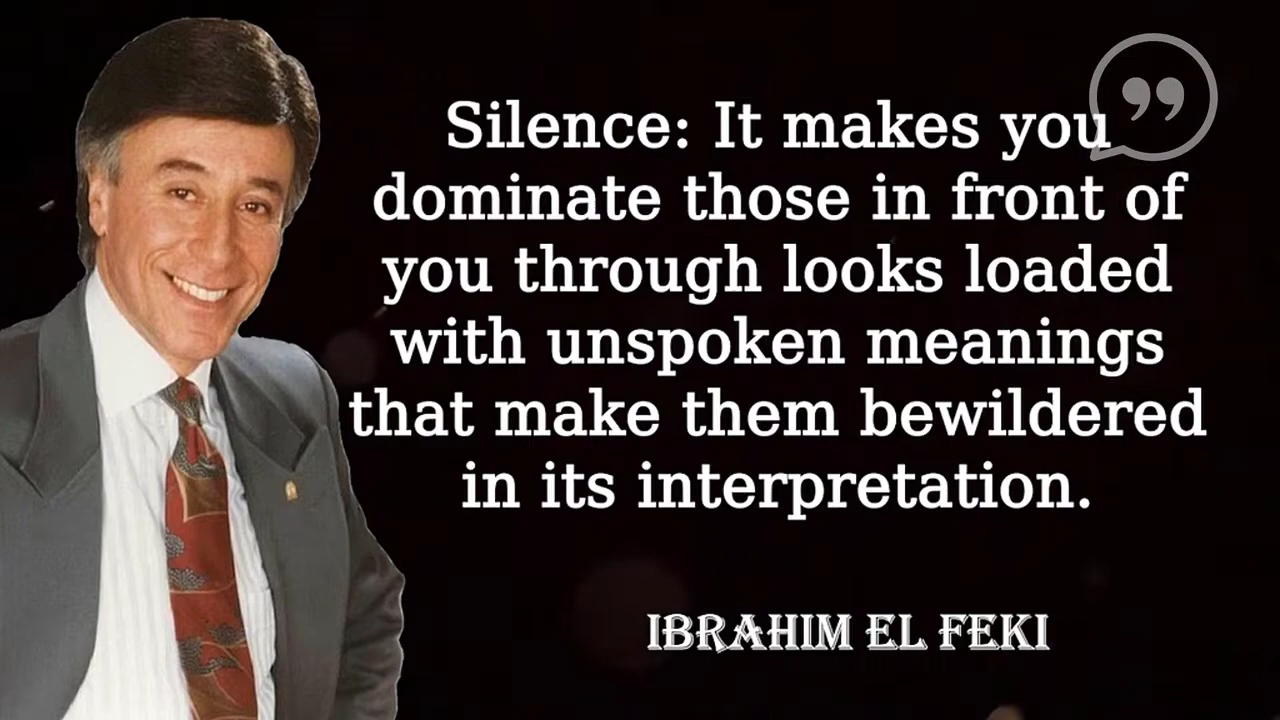 Silence: It makes you
dominate those in front of
you through looks loaded
with unspoken meanings
that make them bewildered
in its interpretation.
IBRAHIM EL FEKI